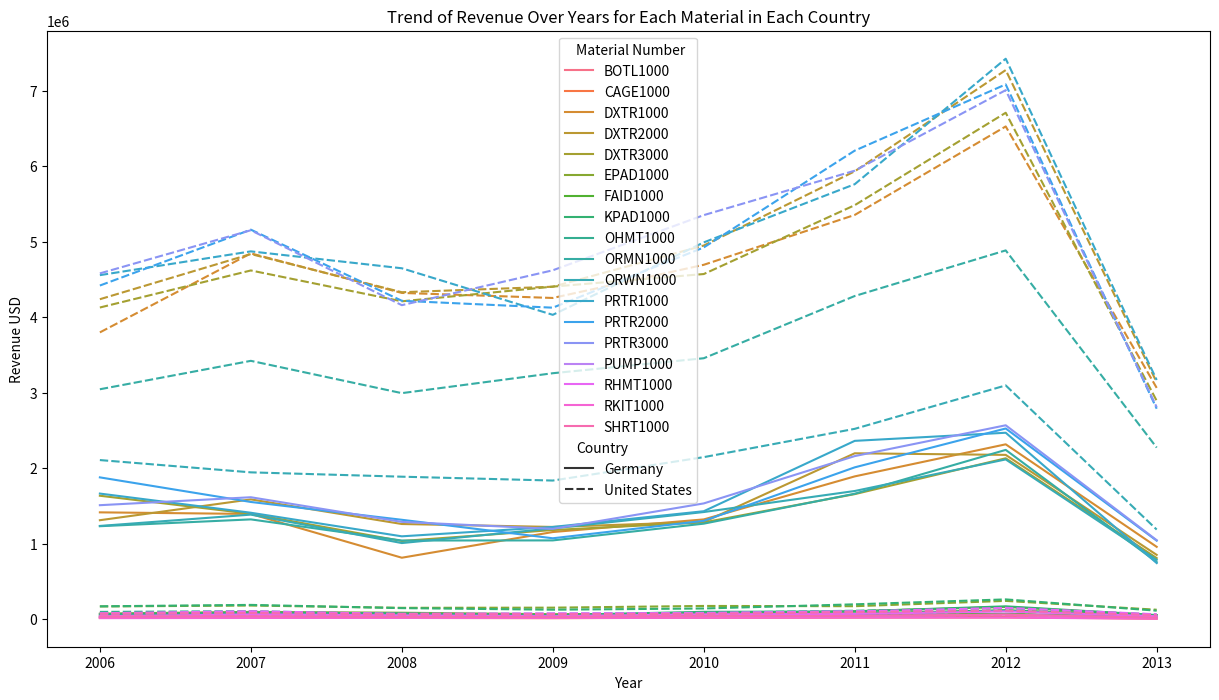 Trend of Revenue Over Years for Each Material in Each Country
1e6
Material Number
BOTL1000
CAGE1000
DXTR1000
DXTR2000
DXTR3000
EPAD1000
FAID1000
KPAD1000
OHMT1000
ORMN1000
ORWN1000
PRTR1000
PRTR2000
PRTR3000
PUMP1000
RHMT1000
RKIT1000
SHRT1000
Country
Germany
United States
7
6
5
4
3
2
1
0
Revenue USD
2006 2007 2008 2009 2010 2011 2012 2013
Year